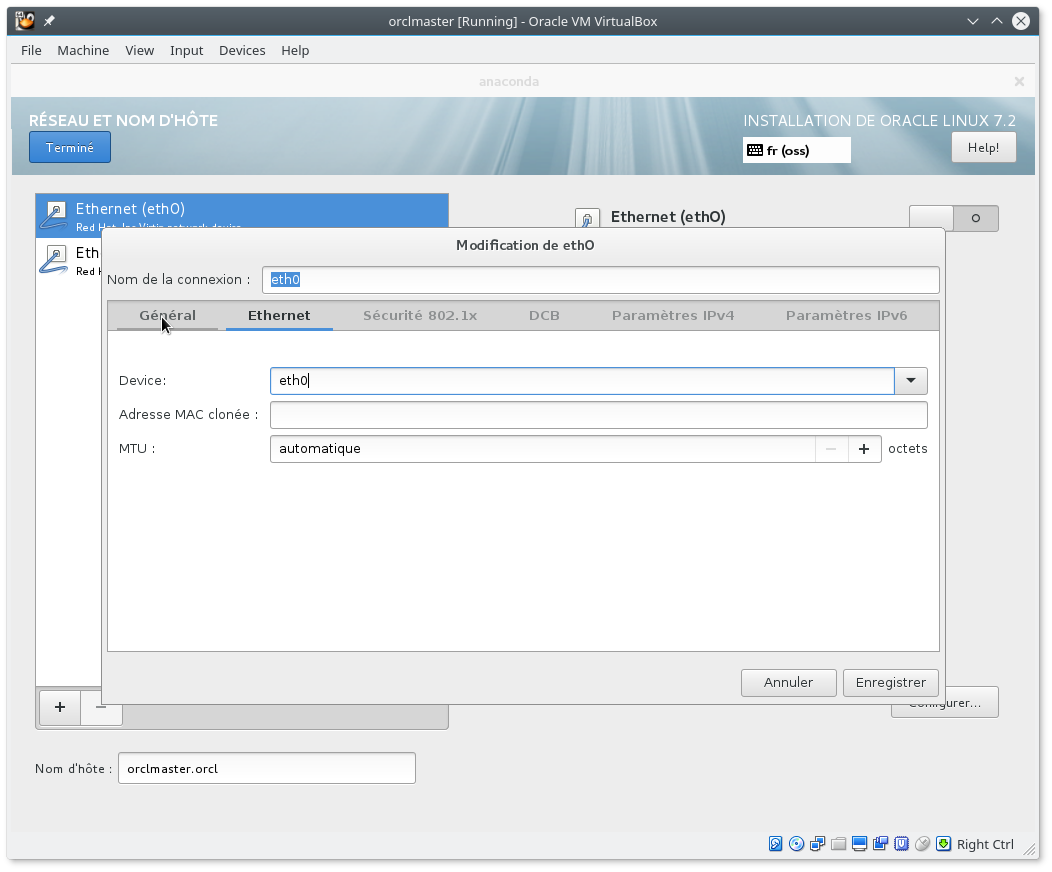 orclmaster [Running] - Oracle VM VirtualBox
File Machine View Input Devices Help
anaconda
RÉSEAU ET NOM D'HÔTE
INSTALLATION DE ORACLE LINUX 7.2
Terminé
fr (oss)
Help!
Ethernet (eth0)
Red Hat, Inc Virtio network device
Ethernet (eth0)
O
Eth
Red H
Modification de eth0
Nom de la connexion : eth0
Général Ethernet Sécurité 802.1x DCB Paramètres IPv4 Paramètres IPv6
Device: eth0
Adresse MAC clonée :
MTU : automatique − + octets
Annuler Enregistrer
+ − Configurer...
Nom d'hôte : orclmaster.orcl
Right Ctrl